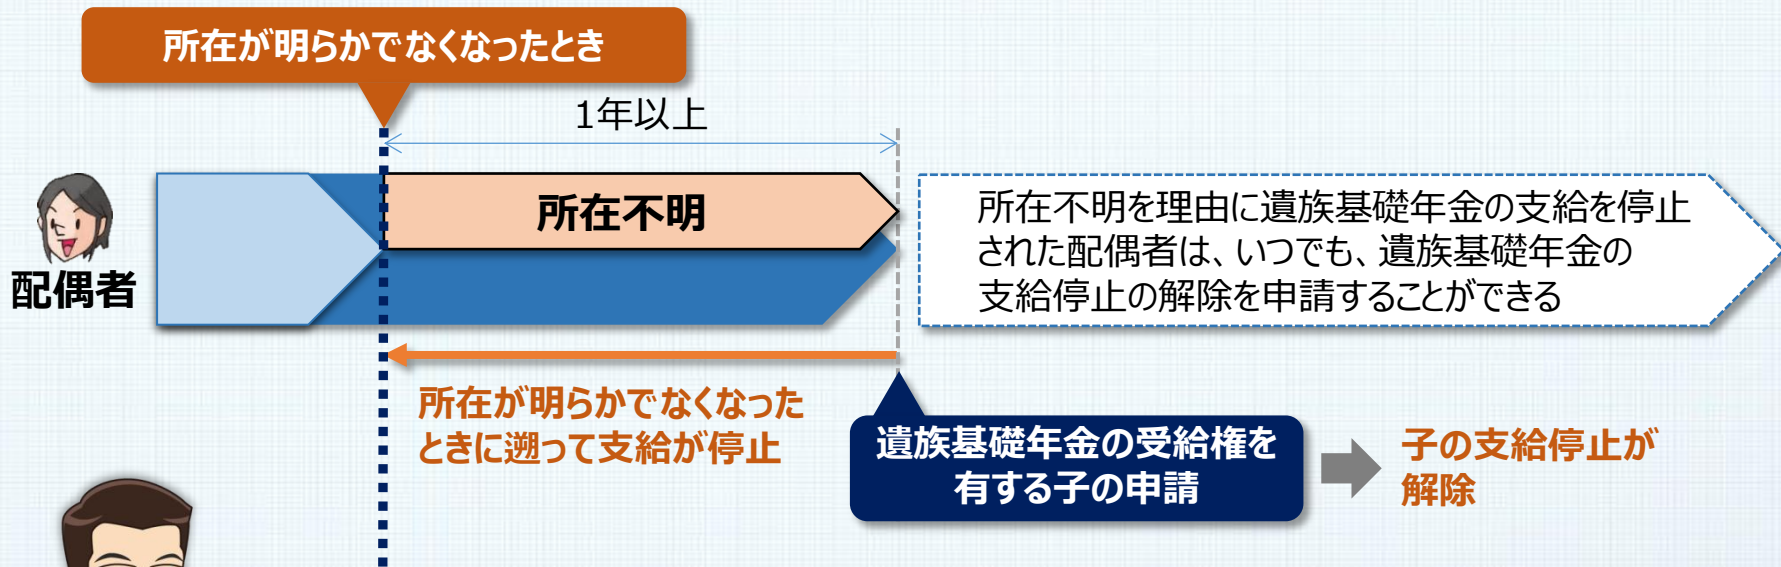 所在が明らかでなくなったとき
1年以上
所在不明
配偶者
所在不明を理由に遺族基礎年金の支給を停止
された配偶者は、いつでも、遺族基礎年金の
支給停止の解除を申請することができる
所在が明らかでなくなった
ときに遡って支給が停止
遺族基礎年金の受給権を
有する子の申請
子の支給停止が
解除